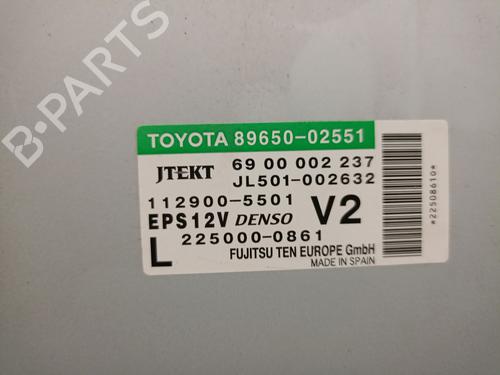 B-PARTS
TOYOTA 89650-02551
JTEKT 69 00 002 237
JL501-002632
112900-5501
EPS12V DENSO V2
L 225000-0861
FUJITSU TEN EUROPE GmbH
MADE IN SPAIN
*22508610*